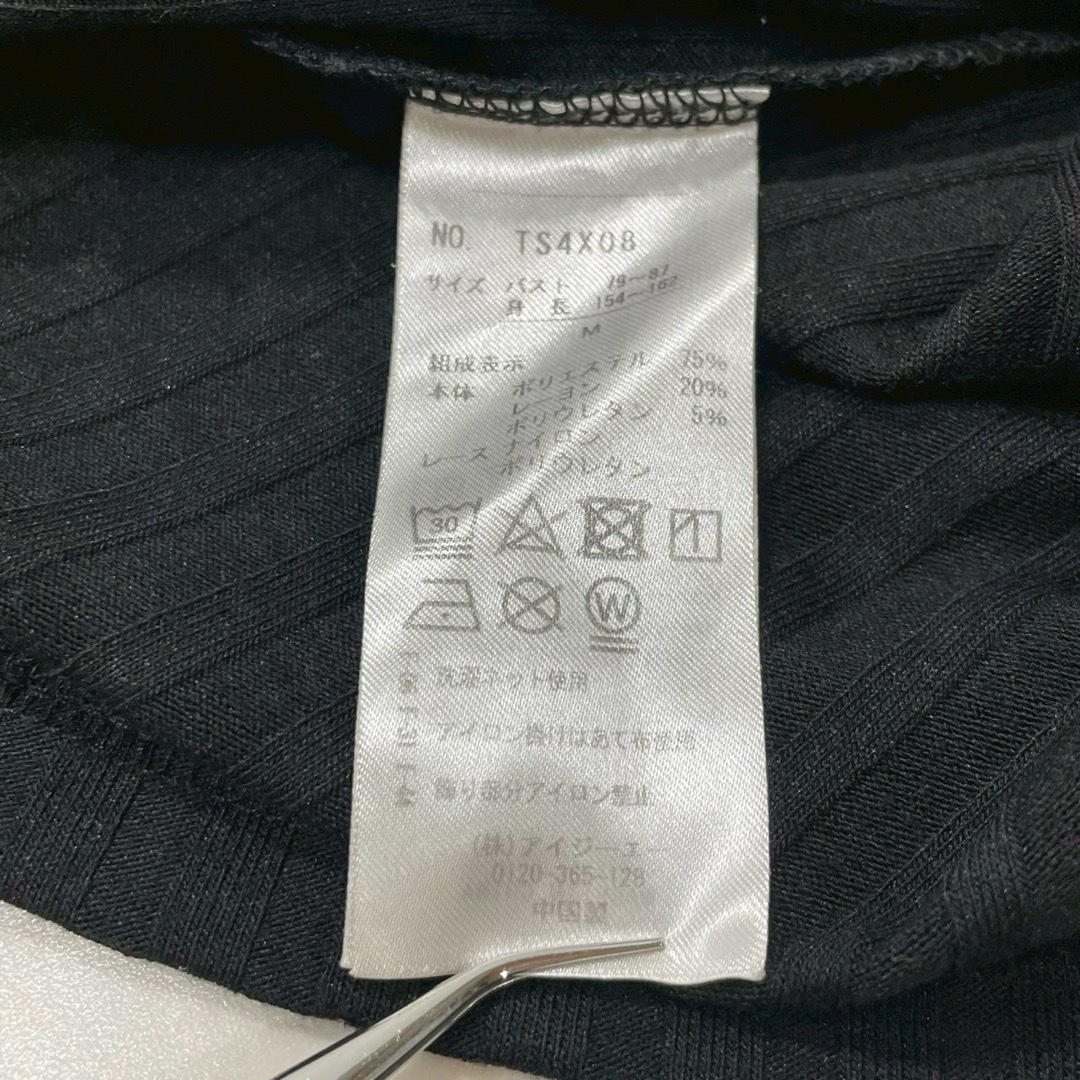 NO. TS4X08
サイズ バスト 79～87
身長 154～162
M
組成表示
本体 ポリエステル 75%
レーヨン 20%
ポリウレタン 5%
レース ナイロン
ポリウレタン
30
1
W
洗濯ネット使用
アイロン掛けはあて布使用
飾り部分アイロン禁止
(株)アイジーエー
0120-365-128
中国製